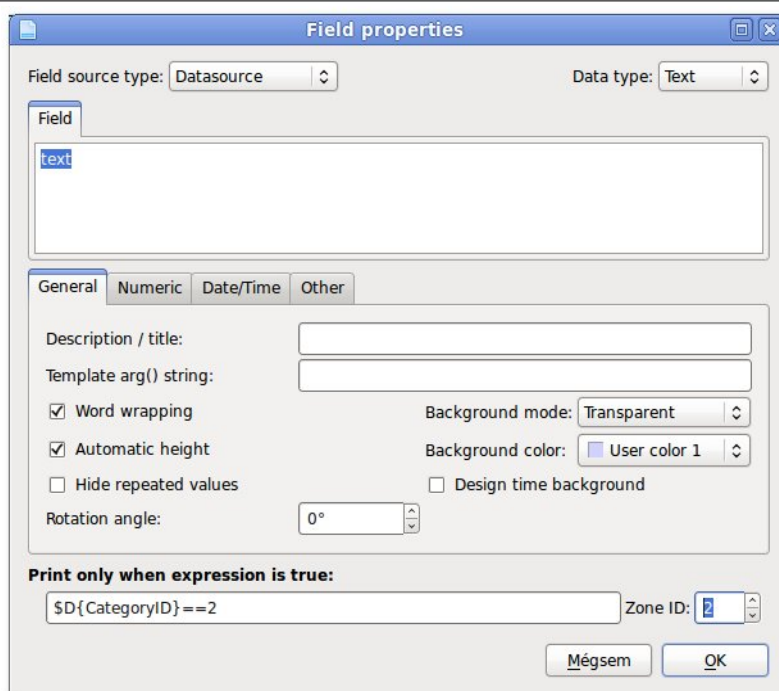 Field properties
Field source type: Datasource Data type: Text
Field
text
General Numeric Date/Time Other
Description / title:
Template arg() string:
Word wrapping Background mode: Transparent
Automatic height Background color: User color 1
Hide repeated values Design time background
Rotation angle: 0°
Print only when expression is true:
$D{CategoryID}==2 Zone ID: 2
Mégsem OK